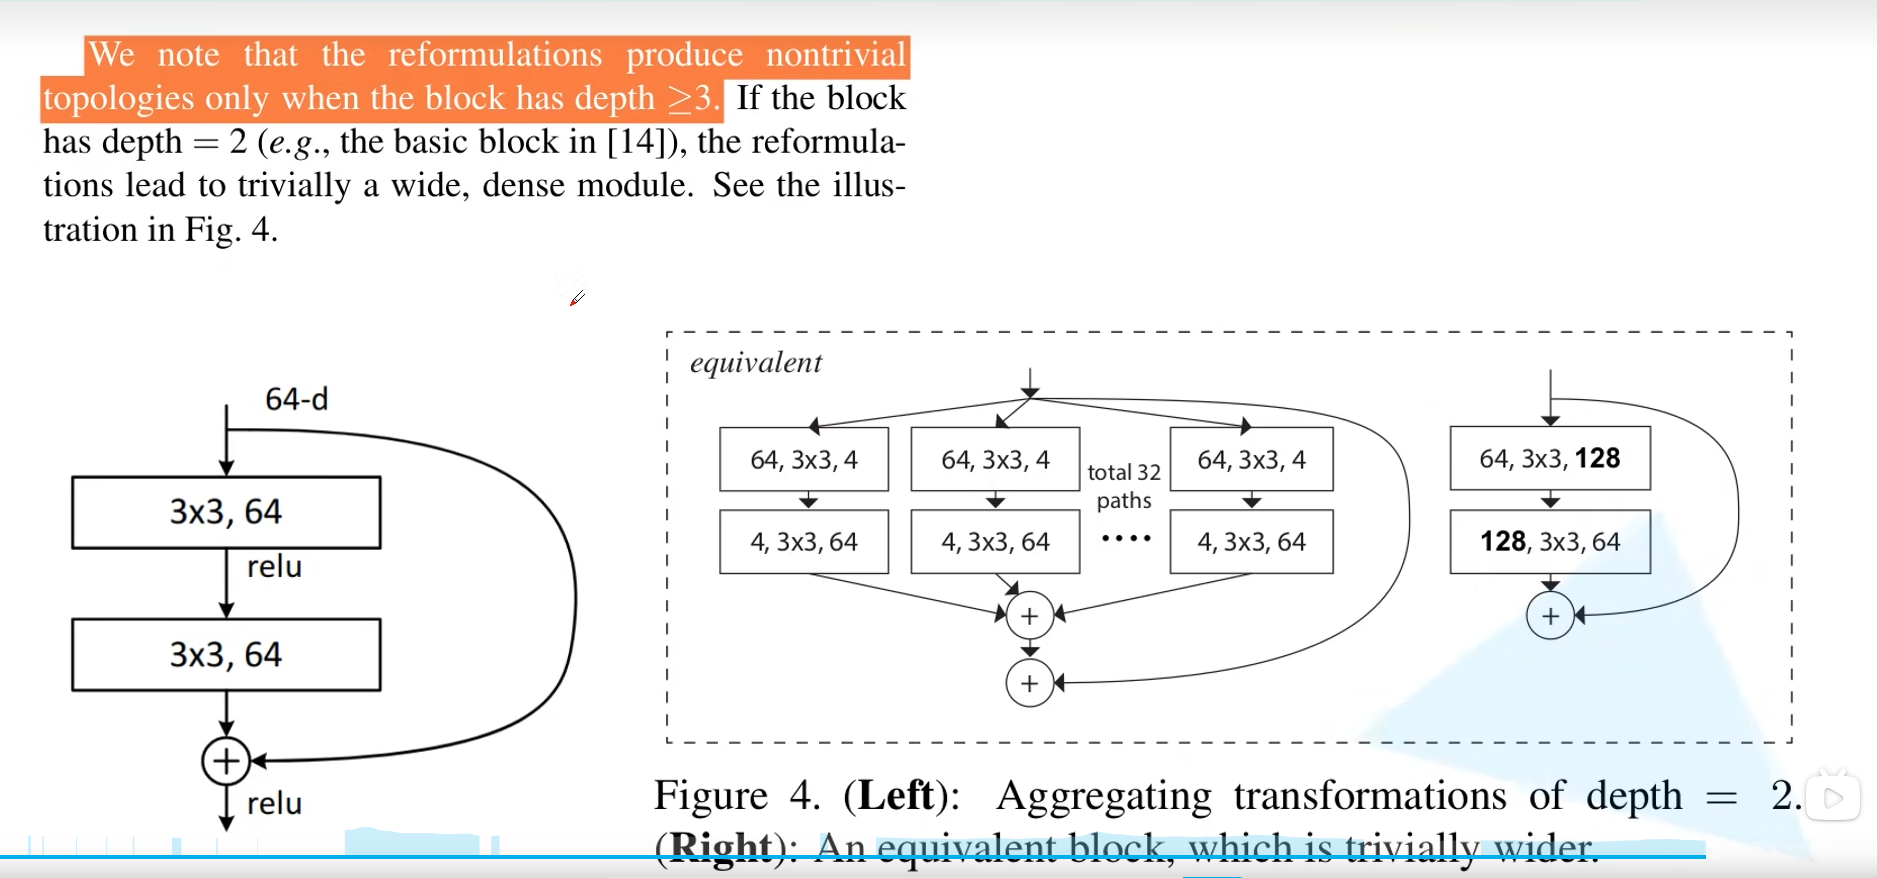 We note that the reformulations produce nontrivial
topologies only when the block has depth ≥3. If the block
has depth = 2 (e.g., the basic block in [14]), the reformula-
tions lead to trivially a wide, dense module. See the illus-
tration in Fig. 4.
64-d
3x3, 64
relu
3x3, 64
+
relu
equivalent
64, 3x3, 4
64, 3x3, 4
total 32
paths
....
64, 3x3, 4
4, 3x3, 64
4, 3x3, 64
4, 3x3, 64
+
+
64, 3x3, 128
128, 3x3, 64
+
Figure 4. (Left): Aggregating transformations of depth = 2.
(Right): An equivalent block, which is trivially wider.